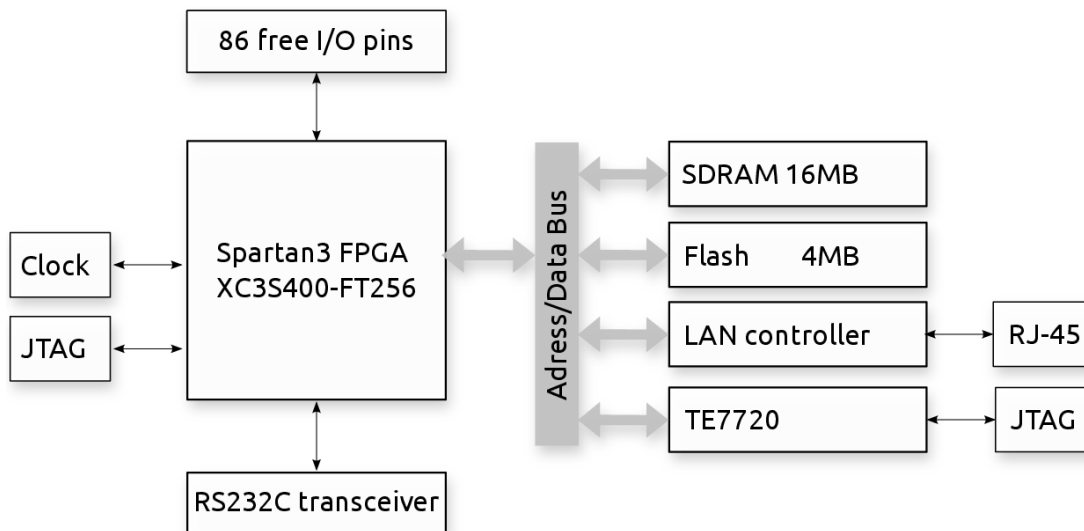 86 free I/O pins
Spartan3 FPGA
XC3S400-FT256
Clock
JTAG
RS232C transceiver
Adress/Data Bus
SDRAM 16MB
Flash 4MB
LAN controller
RJ-45
TE7720
JTAG